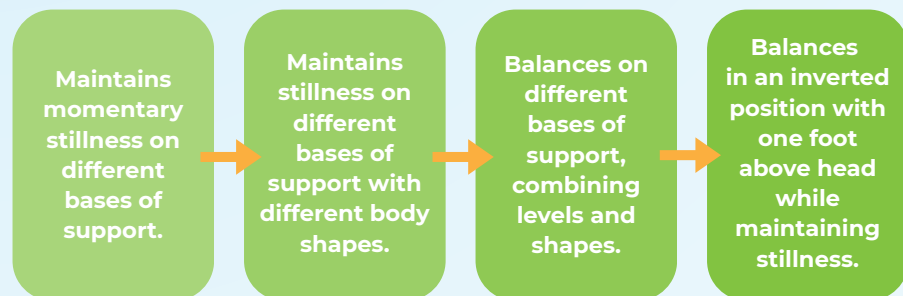 Maintains
momentary
stillness on
different
bases of
support.
Maintains
stillness on
different
bases of
support with
different body
shapes.
Balances on
different
bases of
support,
combining
levels and
shapes.
Balances
in an inverted
position with
one foot
above head
while
maintaining
stillness.